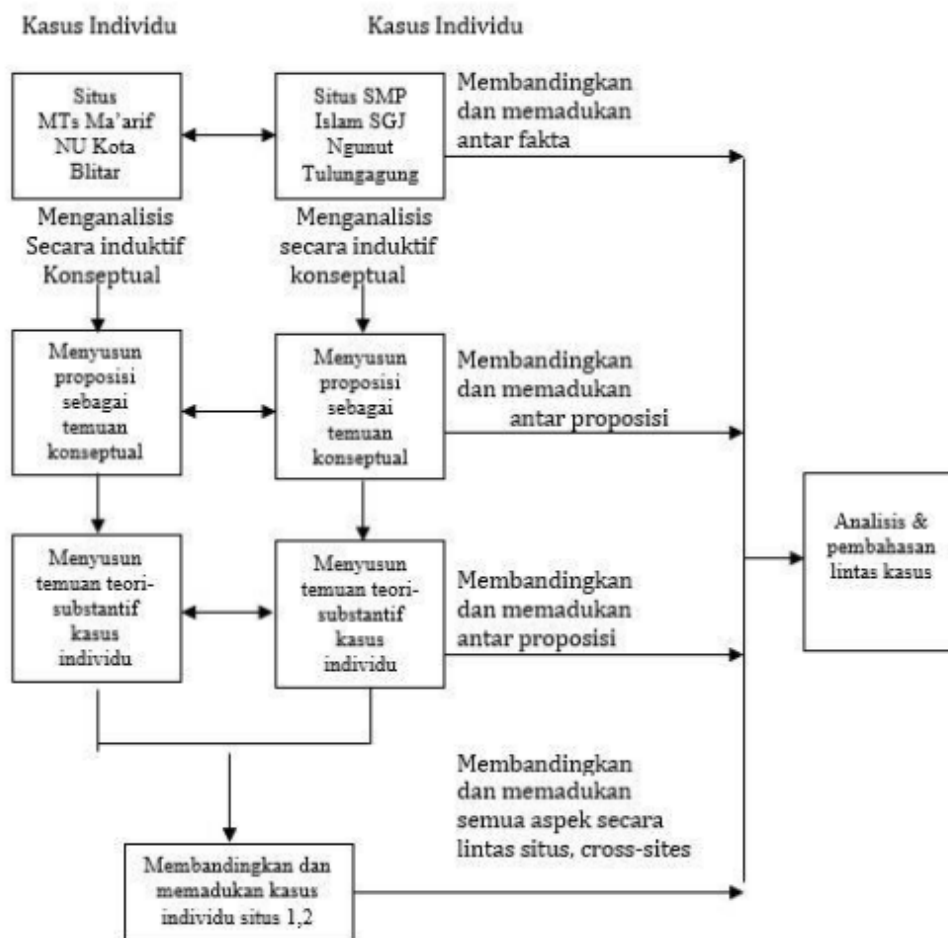 Kasus Individu
Kasus Individu
Situs
MTs Ma'arif
NU Kota
Blitar
Situs SMP
Islam SGJ
Ngunut
Tulungagung
Membandingkan
dan memadukan
antar fakta
Menganalisis
Secara induktif
Konseptual
Menganalisis
secara induktif
konseptual
Menyusun
proposisi
sebagai
temuan
konseptual
Menyusun
proposisi
sebagai
temuan
konseptual
Membandingkan
dan memadukan
antar proposisi
Menyusun
temuan teori-
substantif
kasus
individu
Menyusun
temuan teori-
substantif
kasus
individu
Membandingkan
dan memadukan
antar proposisi
Analisis &
pembahasan
lintas kasus
Membandingkan
dan memadukan
semua aspek secara
lintas situs, cross-sites
Membandingkan dan
memadukan kasus
individu situs 1,2